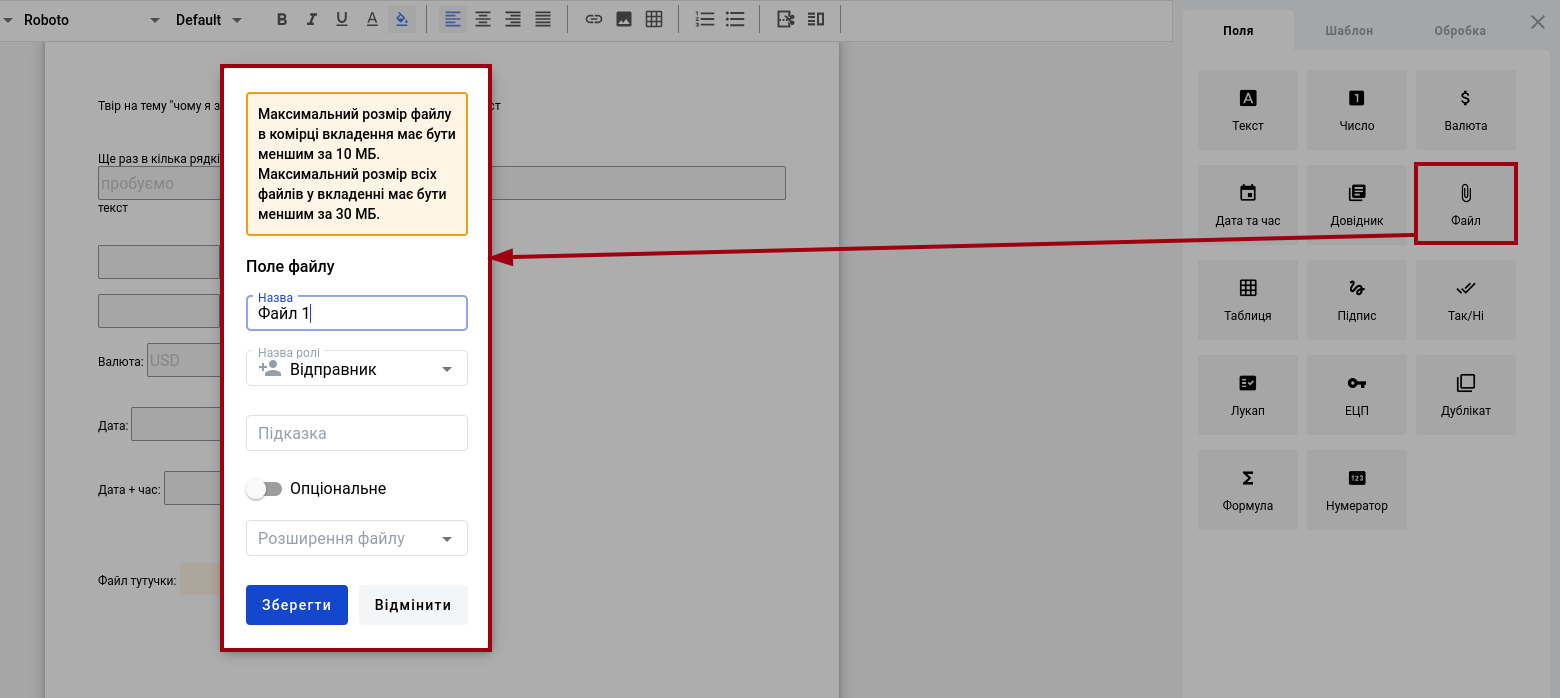 Roboto
Default
Поля
Шаблон
Обробка
Твір на тему "чому я з
ст
Ще раз в кілька рядкі
пробуємо
текст
Валюта:
USD
Дата:
Дата + час:
Файл тутучки:
Максимальний розмір файлу
в комірці вкладення має бути
меншим за 10 МБ.
Максимальний розмір всіх
файлів у вкладенні має бути
меншим за 30 МБ.
Поле файлу
Назва
Файл 1
Назва ролі
Відправник
Підказка
Опціональне
Розширення файлу
Зберегти
Відмінити
Текст
Число
Валюта
Дата та час
Довідник
Файл
Таблиця
Підпис
Так/Ні
Лукап
ЕЦП
Дублікат
Формула
Нумератор